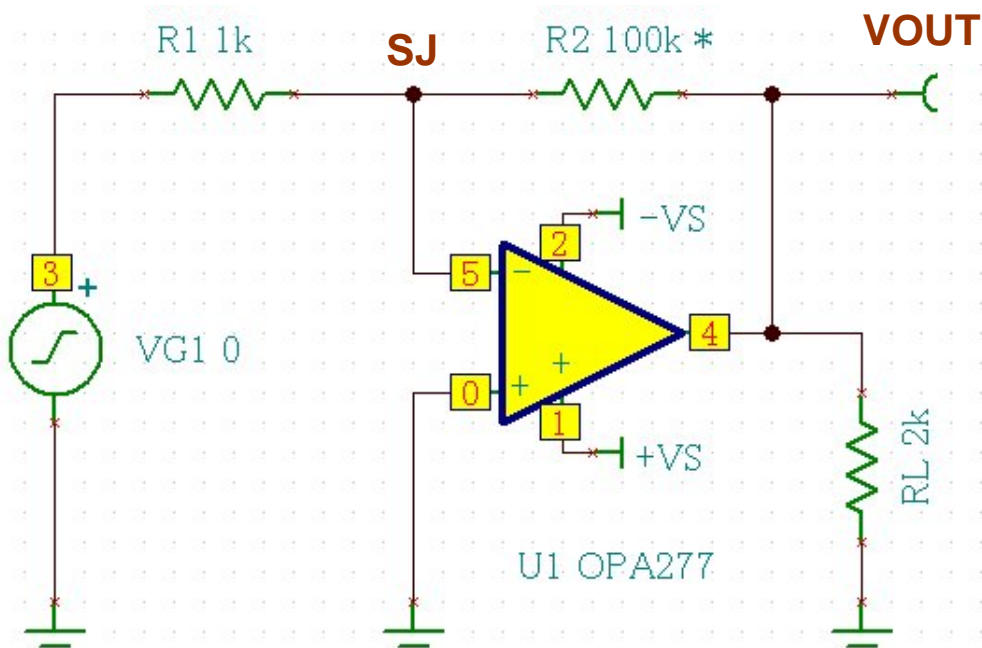 R1 1k
SJ
R2 100k *
VOUT
-VS
2
5
-
3
+
VG1 0
4
+
0
+
1
+VS
RL 2k
U1 OPA277